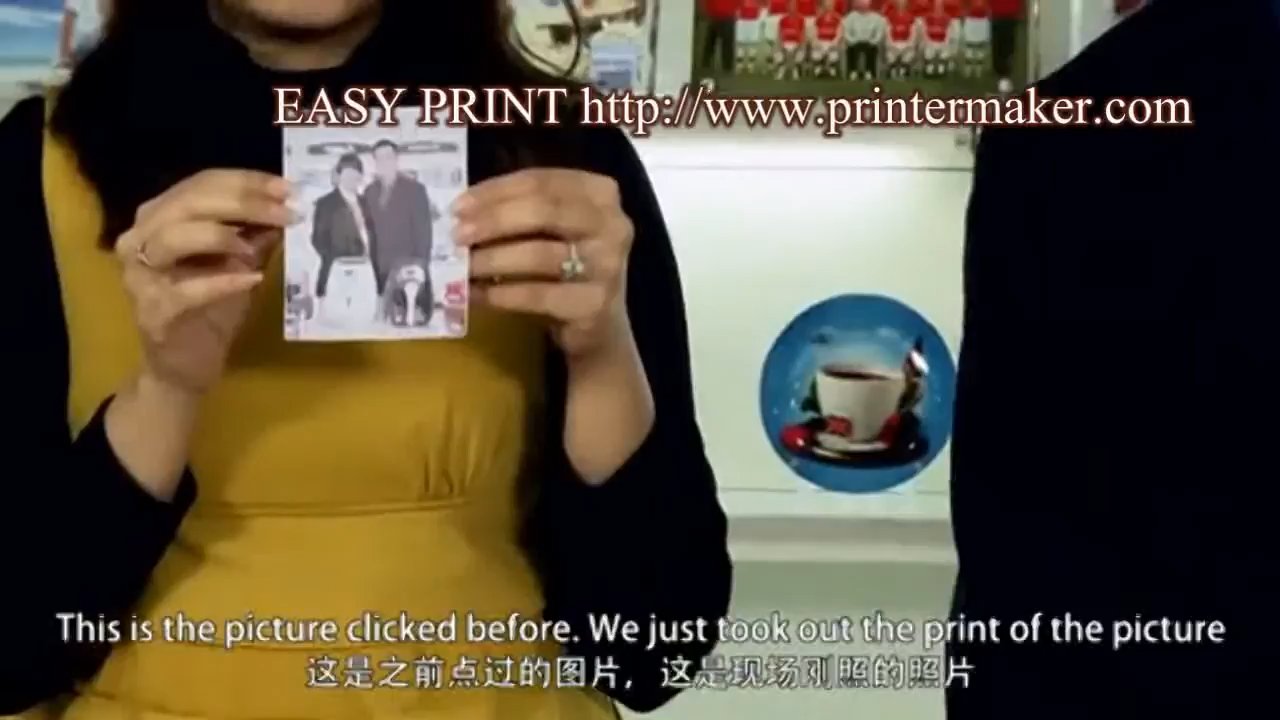 EASY PRINT http://www.printermaker.com
This is the picture clicked before. We just took out the print of the picture
这是之前点过的图片，这是现场刚照的照片